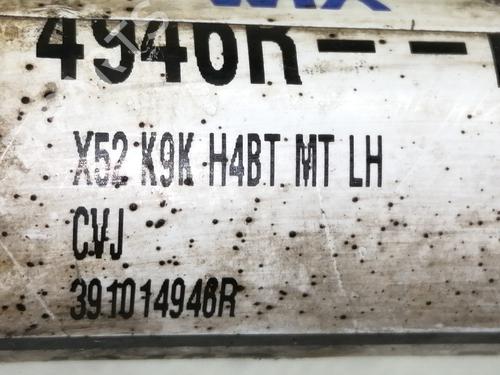 4946R--
X52 K9K H4BT MT LH
CVJ
391014946R